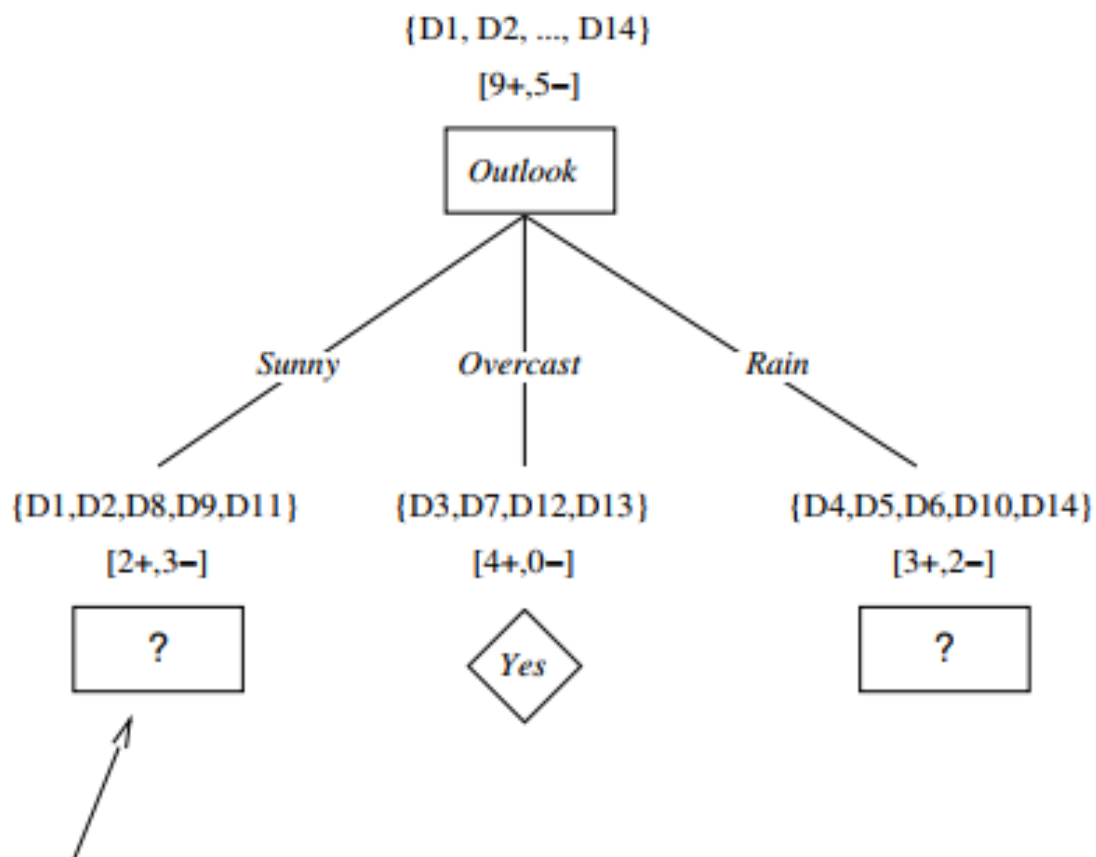 {D1, D2, ..., D14}
[9+,5−]
Outlook
Sunny Overcast Rain
{D1,D2,D8,D9,D11} {D3,D7,D12,D13} {D4,D5,D6,D10,D14}
[2+,3−] [4+,0−] [3+,2−]
? Yes ?